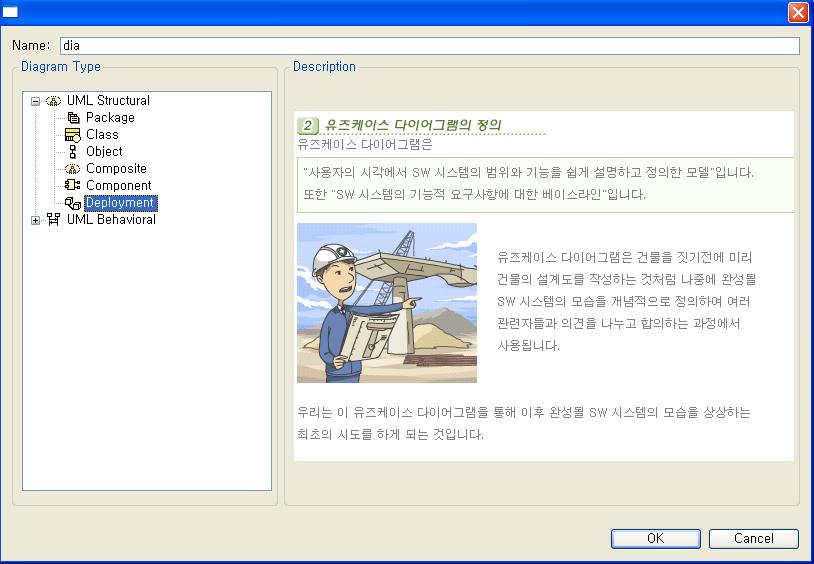 Name: dia
Diagram Type
UML Structural
Package
Class
Object
Composite
Component
Deployment
UML Behavioral
Description
2 유즈케이스 다이어그램의 정의
유즈케이스 다이어그램은
"사용자의 시각에서 SW 시스템의 범위와 기능을 쉽게 설명하고 정의한 모델"입니다.
또한 "SW 시스템의 기능적 요구사항에 대한 베이스라인"입니다.
유즈케이스 다이어그램은 건물을 짓기전에 미리
건물의 설계도를 작성하는 것처럼 나중에 완성될
SW 시스템의 모습을 개념적으로 정의하여 여러
관련자들과 의견을 나누고 합의하는 과정에서
사용됩니다.
우리는 이 유즈케이스 다이어그램을 통해 이후 완성될 SW 시스템의 모습을 상상하는
최초의 시도를 하게 되는 것입니다.
OK Cancel